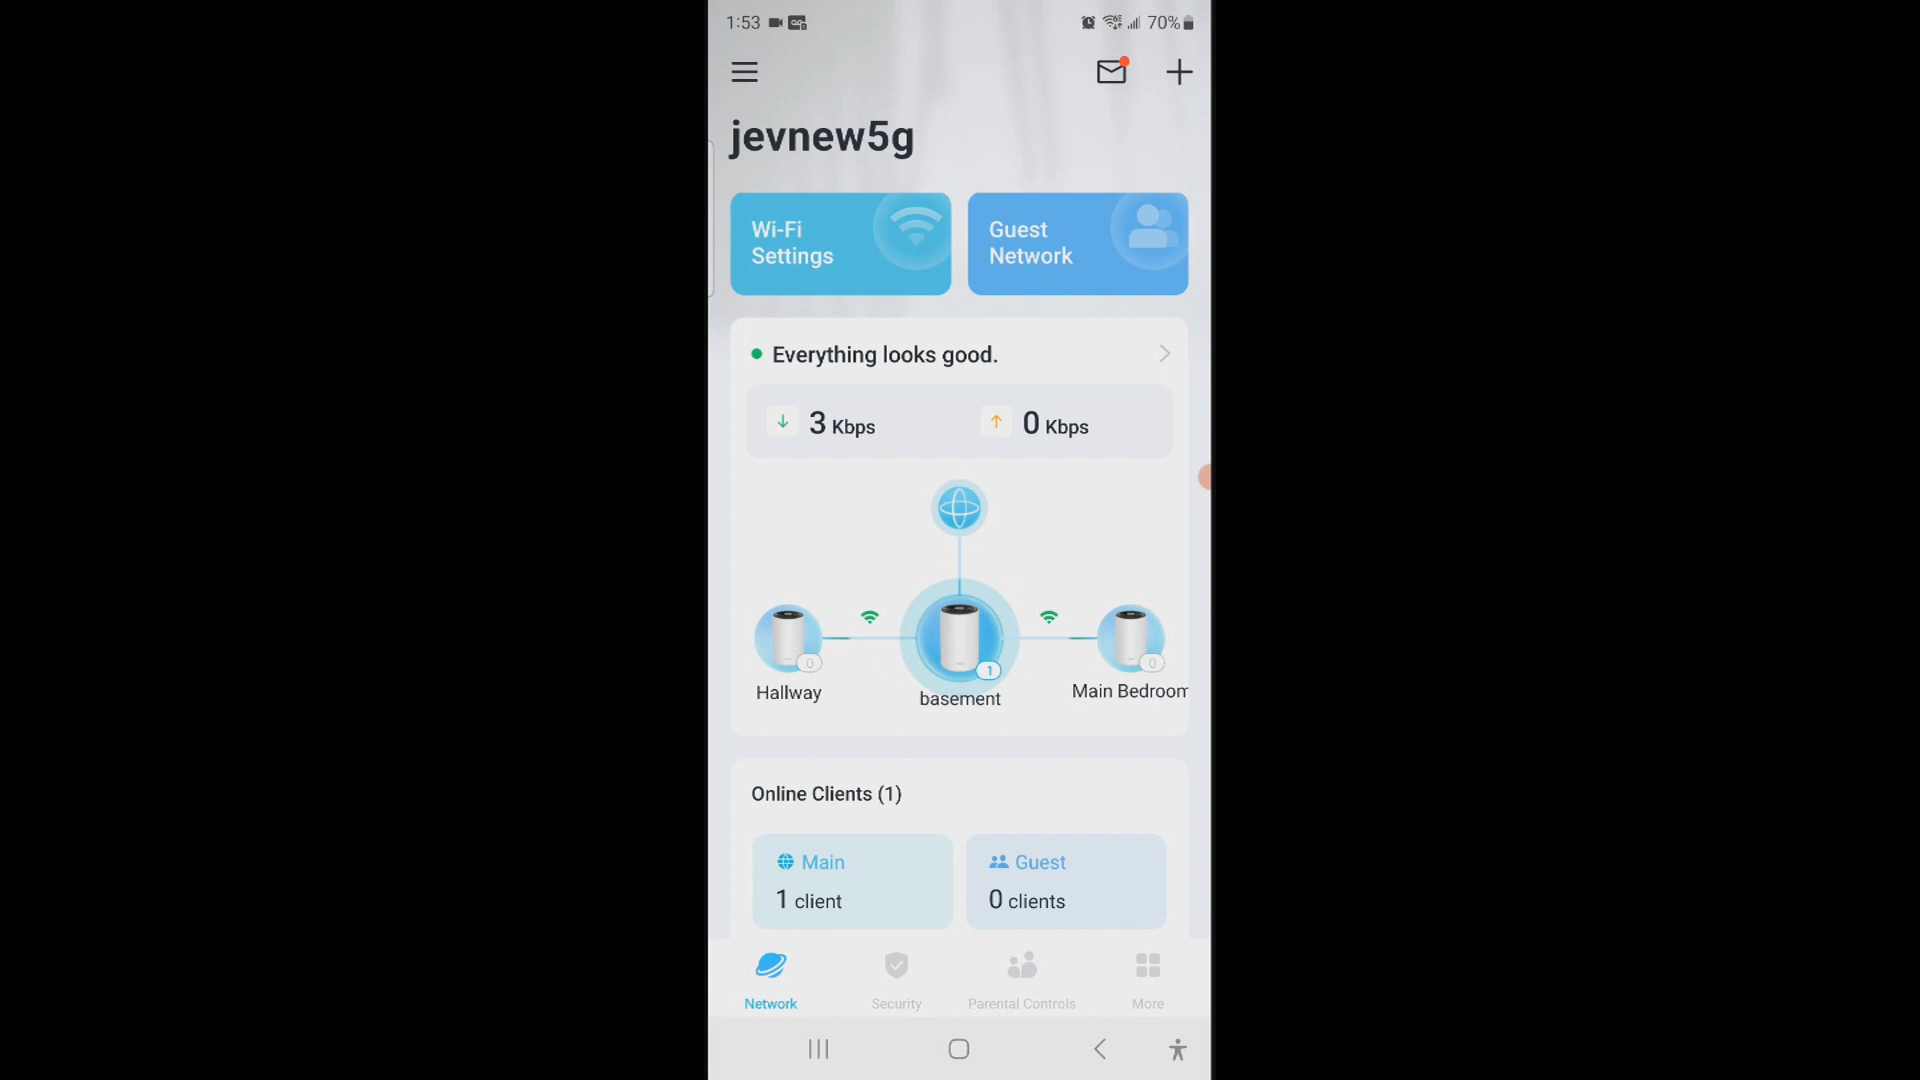 1:53 70%
jevnew5g
Wi-Fi
Settings
Guest
Network
Everything looks good.
3 Kbps 0 Kbps
0 1 0
Hallway basement Main Bedroom
Online Clients (1)
Main
1 client
Guest
0 clients
Network Security Parental Controls More